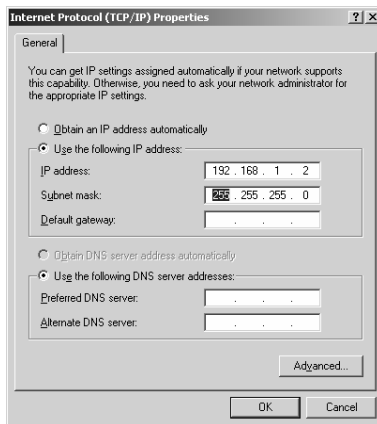 Internet Protocol (TCP/IP) Properties
General
You can get IP settings assigned automatically if your network supports
this capability. Otherwise, you need to ask your network administrator for
the appropriate IP settings.
Obtain an IP address automatically
Use the following IP address:
IP address: 192 . 168 . 1 . 2
Subnet mask: 255 . 255 . 255 . 0
Default gateway: . . .
Obtain DNS server address automatically
Use the following DNS server addresses:
Preferred DNS server: . . .
Alternate DNS server: . . .
Advanced...
OK Cancel